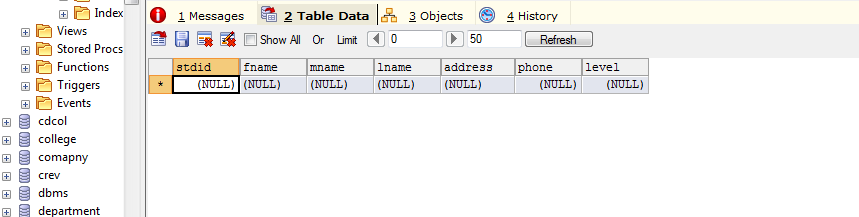 Index
Views
Stored Procs
Functions
Triggers
Events
cdcol
college
comapny
crev
dbms
department
1 Messages 2 Table Data 3 Objects 4 History
Show All Or Limit 0 50 Refresh
stdid fname mname lname address phone level
* (NULL) (NULL) (NULL) (NULL) (NULL) (NULL) (NULL)